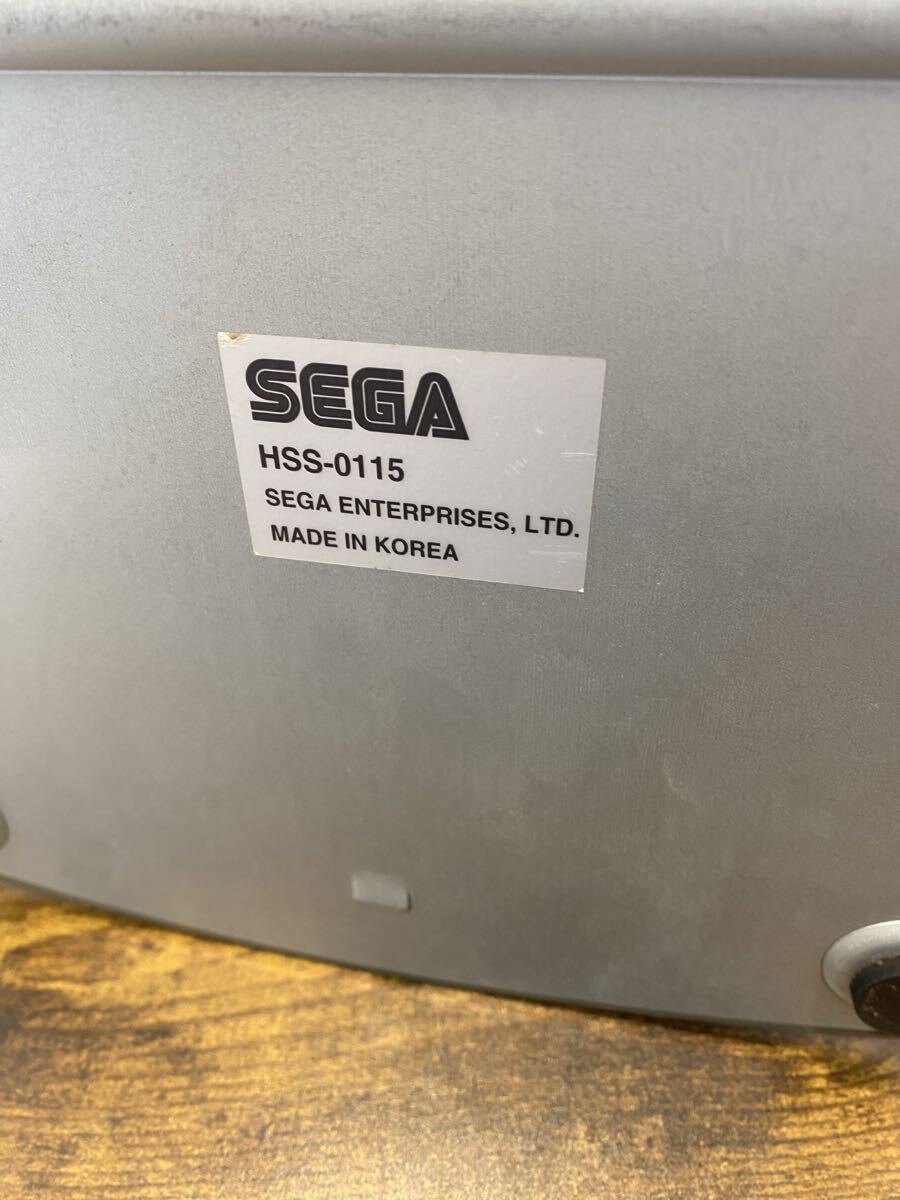 SEGA
HSS-0115
SEGA ENTERPRISES, LTD.
MADE IN KOREA